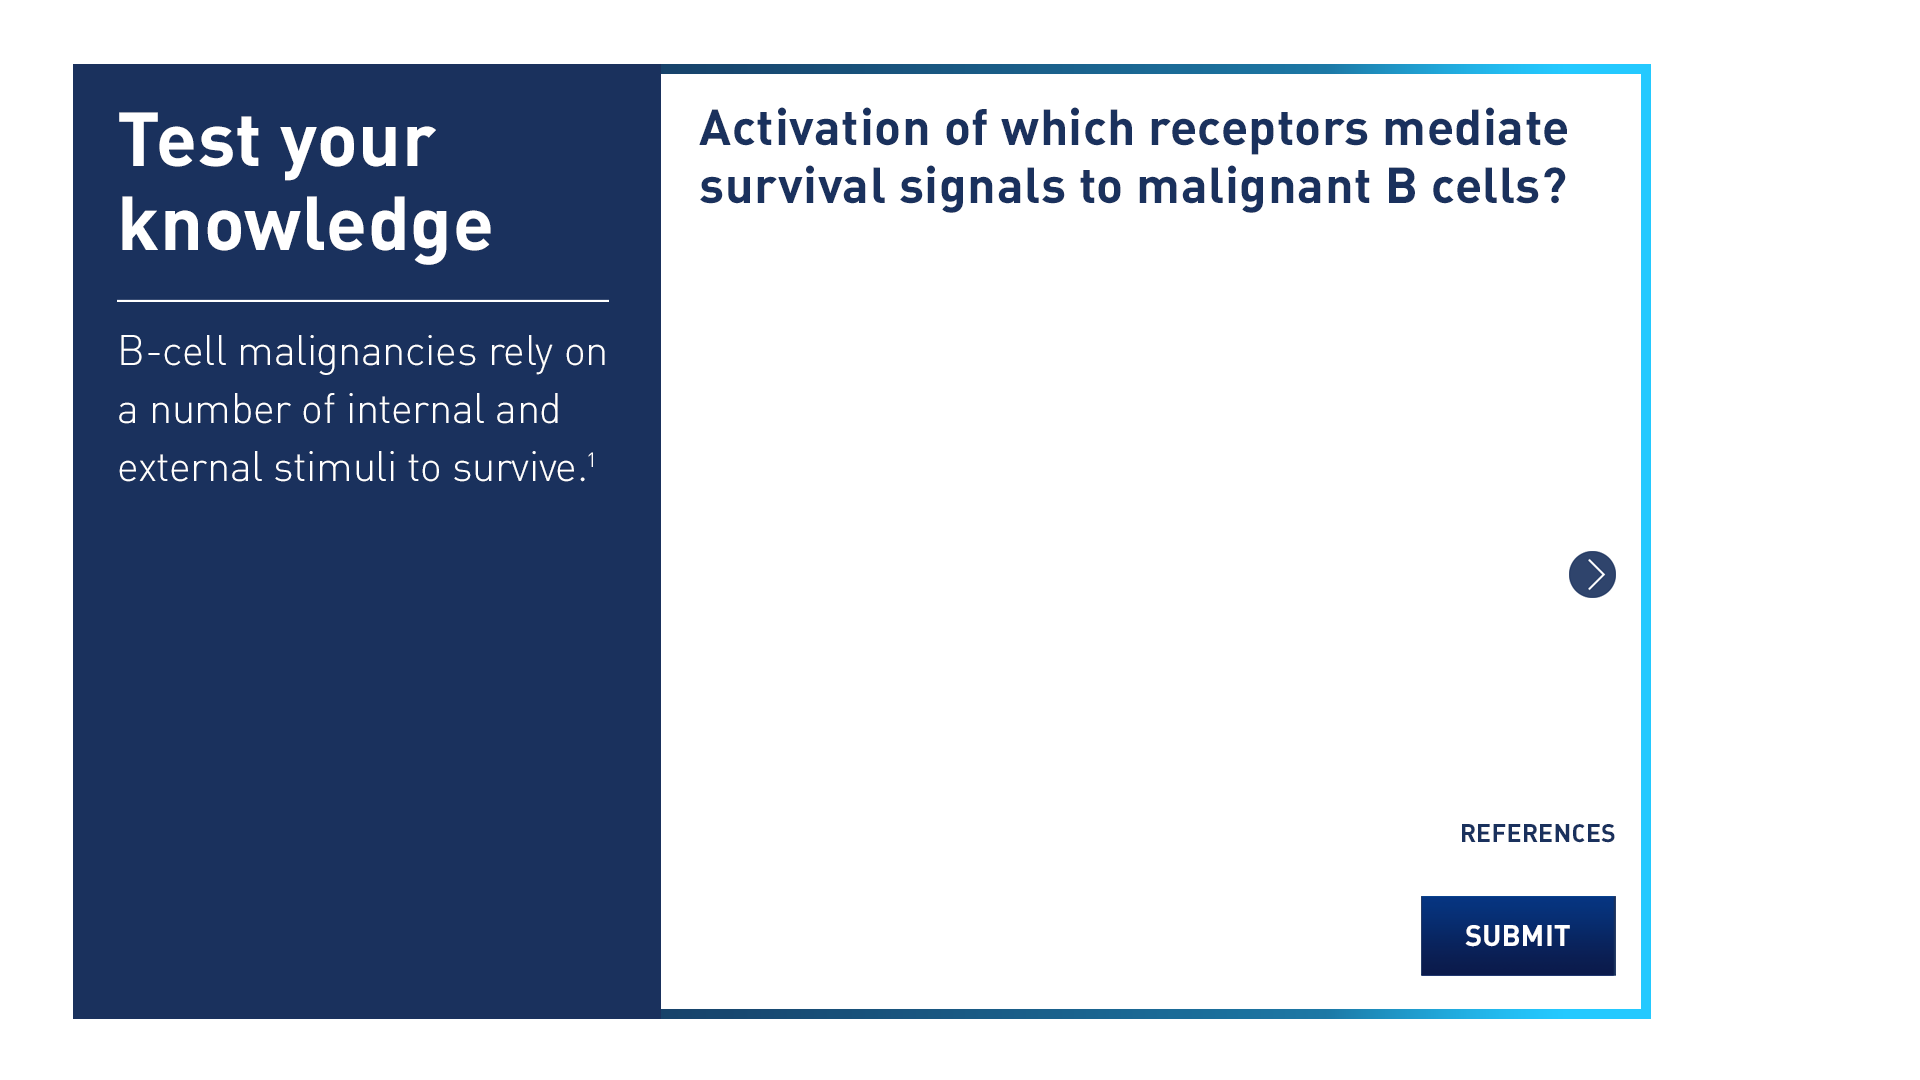 Test your
knowledge
B-cell malignancies rely on
a number of internal and
external stimuli to survive.¹
Activation of which receptors mediate
survival signals to malignant B cells?
REFERENCES
SUBMIT